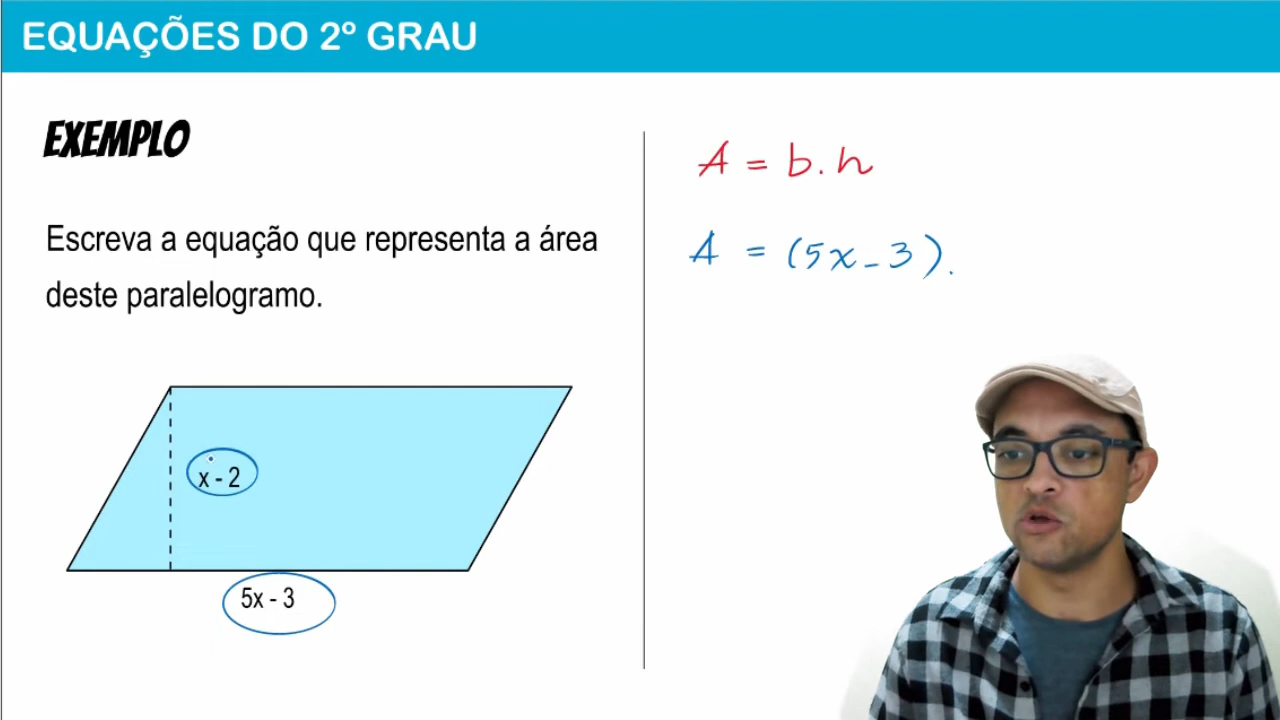 EQUAÇÕES DO 2º GRAU
EXEMPLO
Escreva a equação que representa a área
deste paralelogramo.
x - 2
5x - 3
A = b.h
A = (5x - 3).